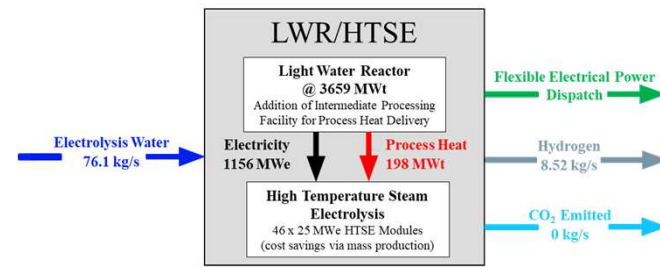 LWR/HTSE
Light Water Reactor
@ 3659 MWt
Addition of Intermediate Processing
Facility for Process Heat Delivery
Electricity
1156 MWe
Process Heat
198 MWt
High Temperature Steam
Electrolysis
46 x 25 MWe HTSE Modules
(cost savings via mass production)
Electrolysis Water
76.1 kg/s
Flexible Electrical Power
Dispatch
Hydrogen
8.52 kg/s
CO₂ Emitted
0 kg/s